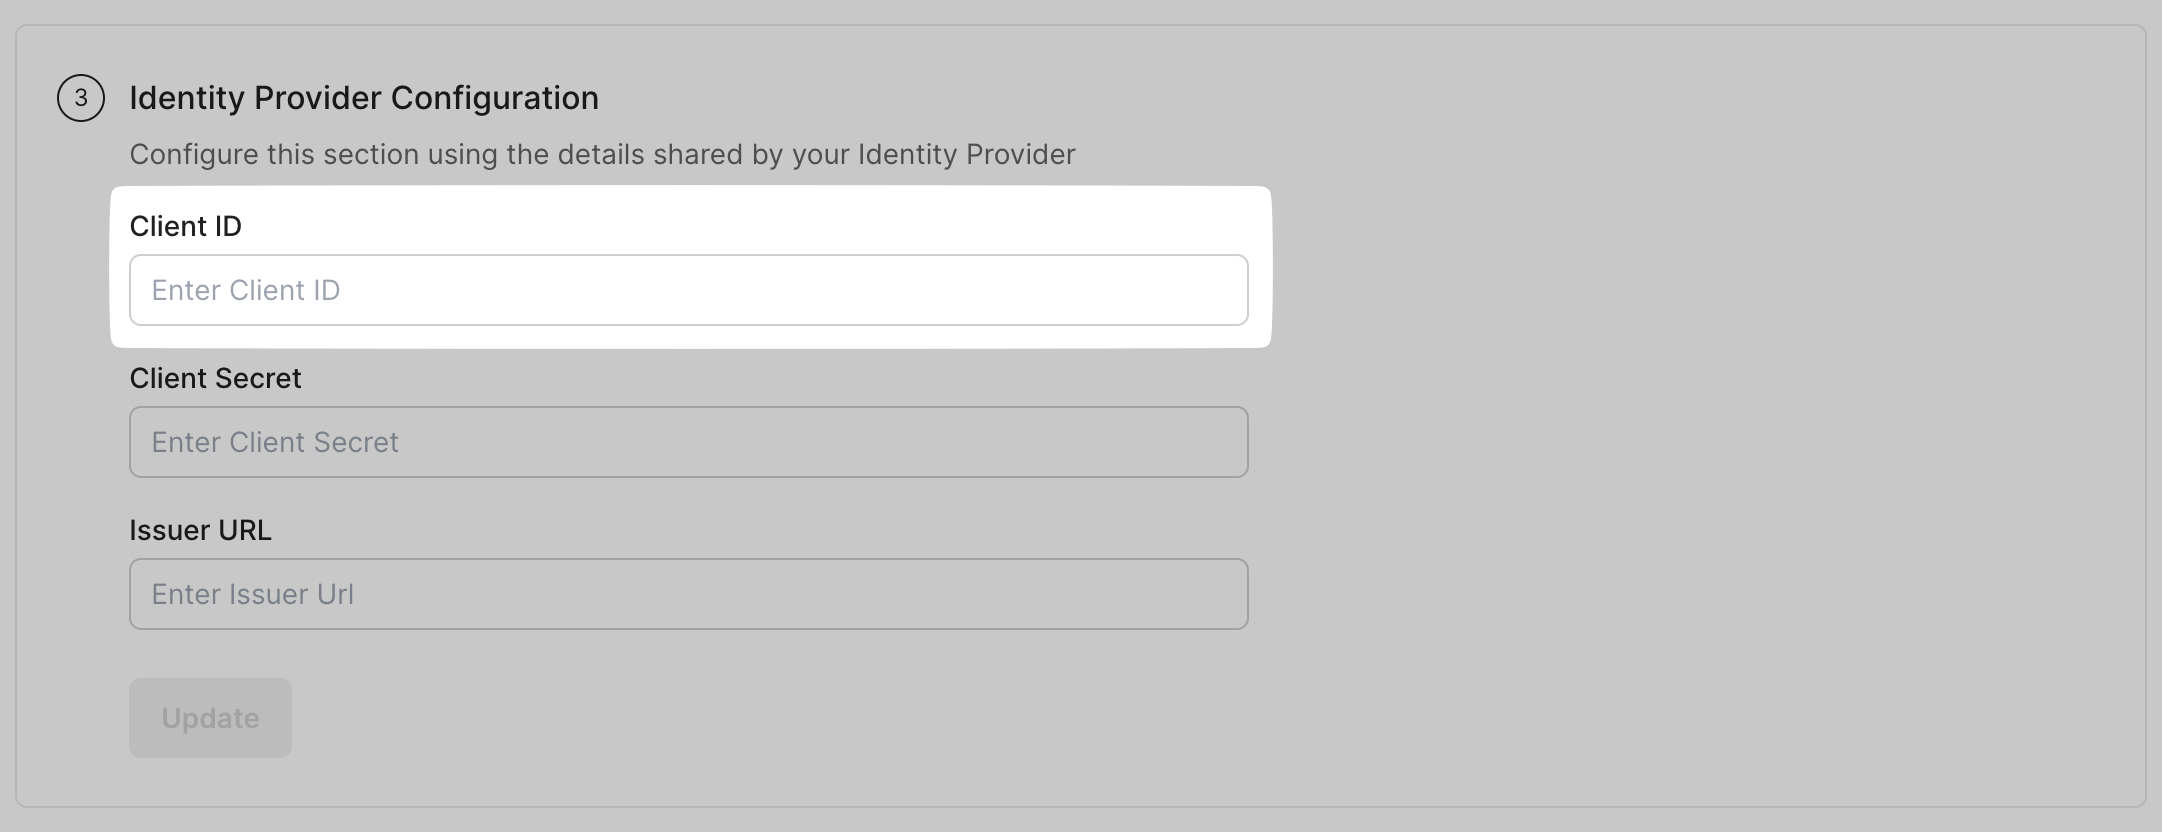 3
Identity Provider Configuration
Configure this section using the details shared by your Identity Provider
Client ID
Enter Client ID
Client Secret
Enter Client Secret
Issuer URL
Enter Issuer Url
Update